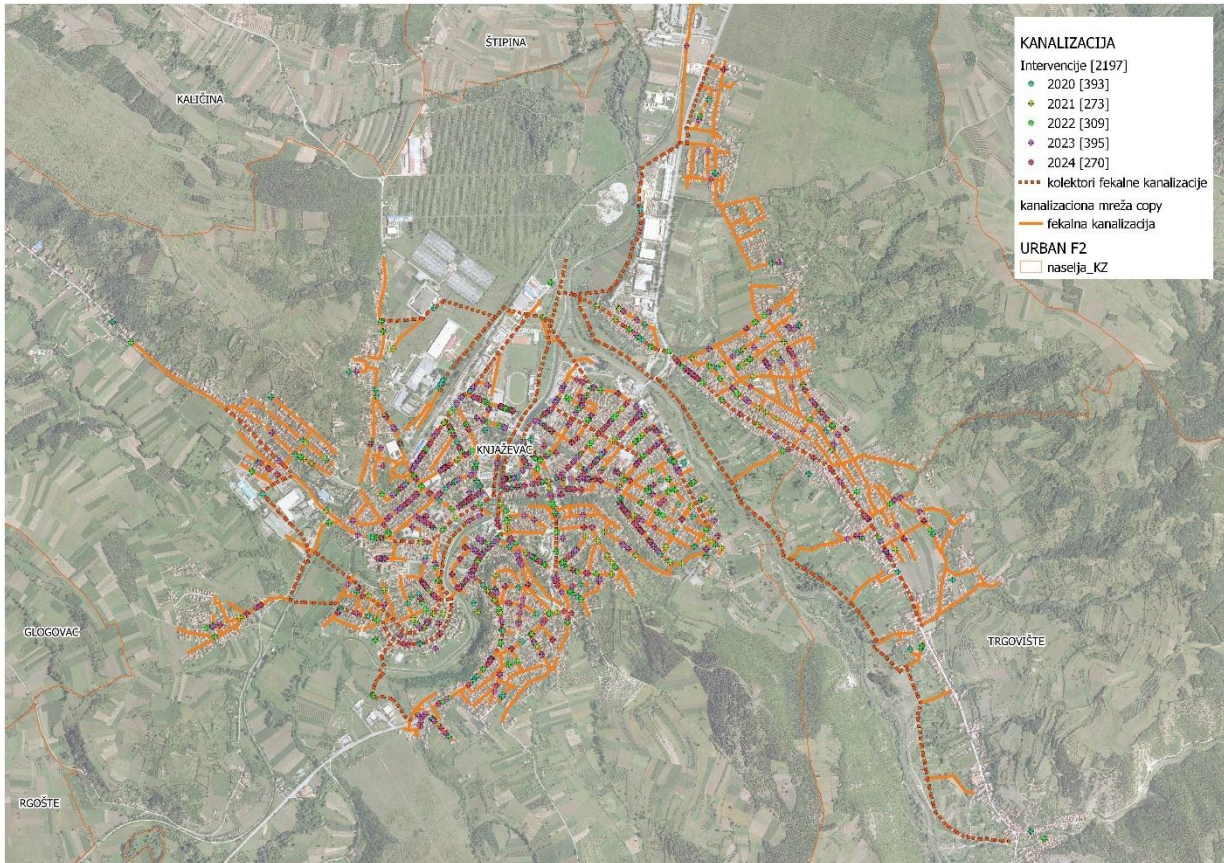 ŠTIPINA
KALIČINA
KNJAŽEVAC
GLOGOVAC
TRGOVIŠTE
RGOŠTE
KANALIZACIJA
Intervencije [2197]
2020 [393]
2021 [273]
2022 [309]
2023 [395]
2024 [270]
kolektori fekalne kanalizacije
kanalizaciona mreža copy
fekalna kanalizacija
URBAN F2
naselja_KZ